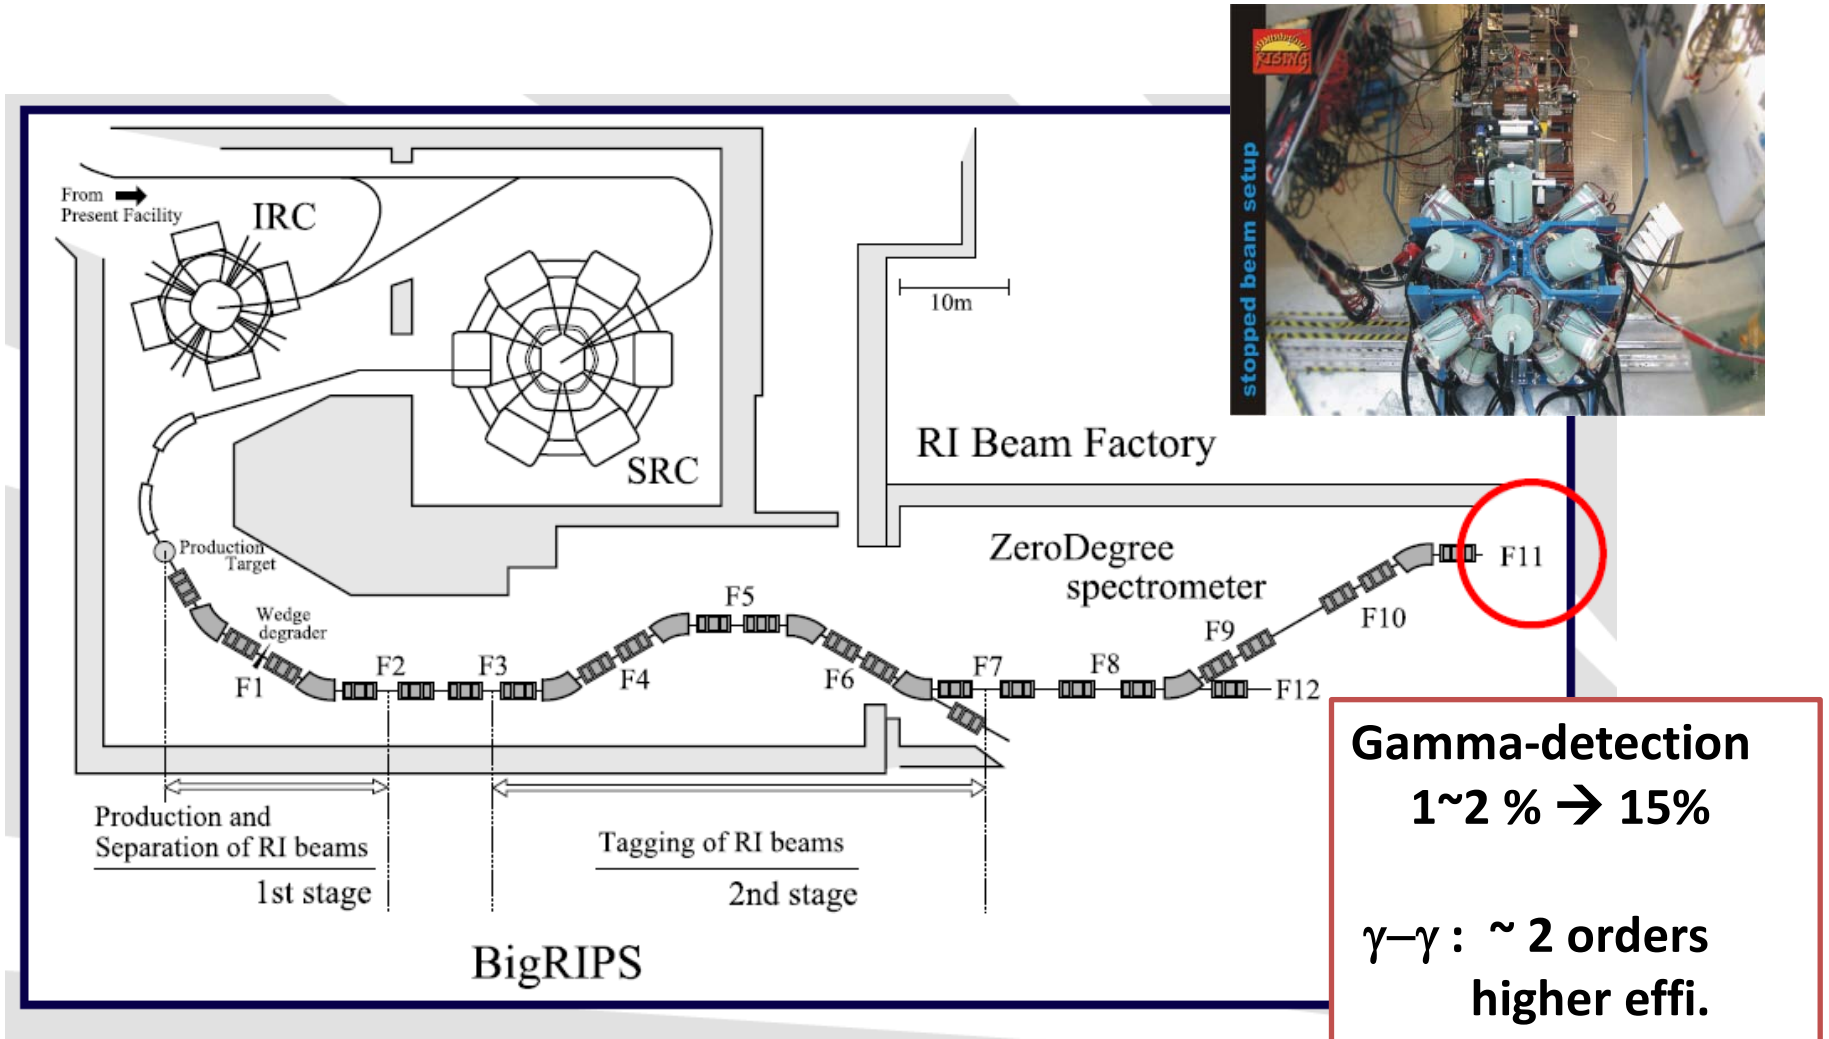 RISING
stopped beam setup
From
Present Facility
IRC
SRC
10m
RI Beam Factory
Production
Target
Wedge
degrader
ZeroDegree
spectrometer
F1
F2
F3
F4
F5
F6
F7
F8
F9
F10
F11
F12
Production and
Separation of RI beams
1st stage
Tagging of RI beams
2nd stage
BigRIPS
Gamma-detection
1~2 % → 15%
γ–γ : ~ 2 orders
higher effi.